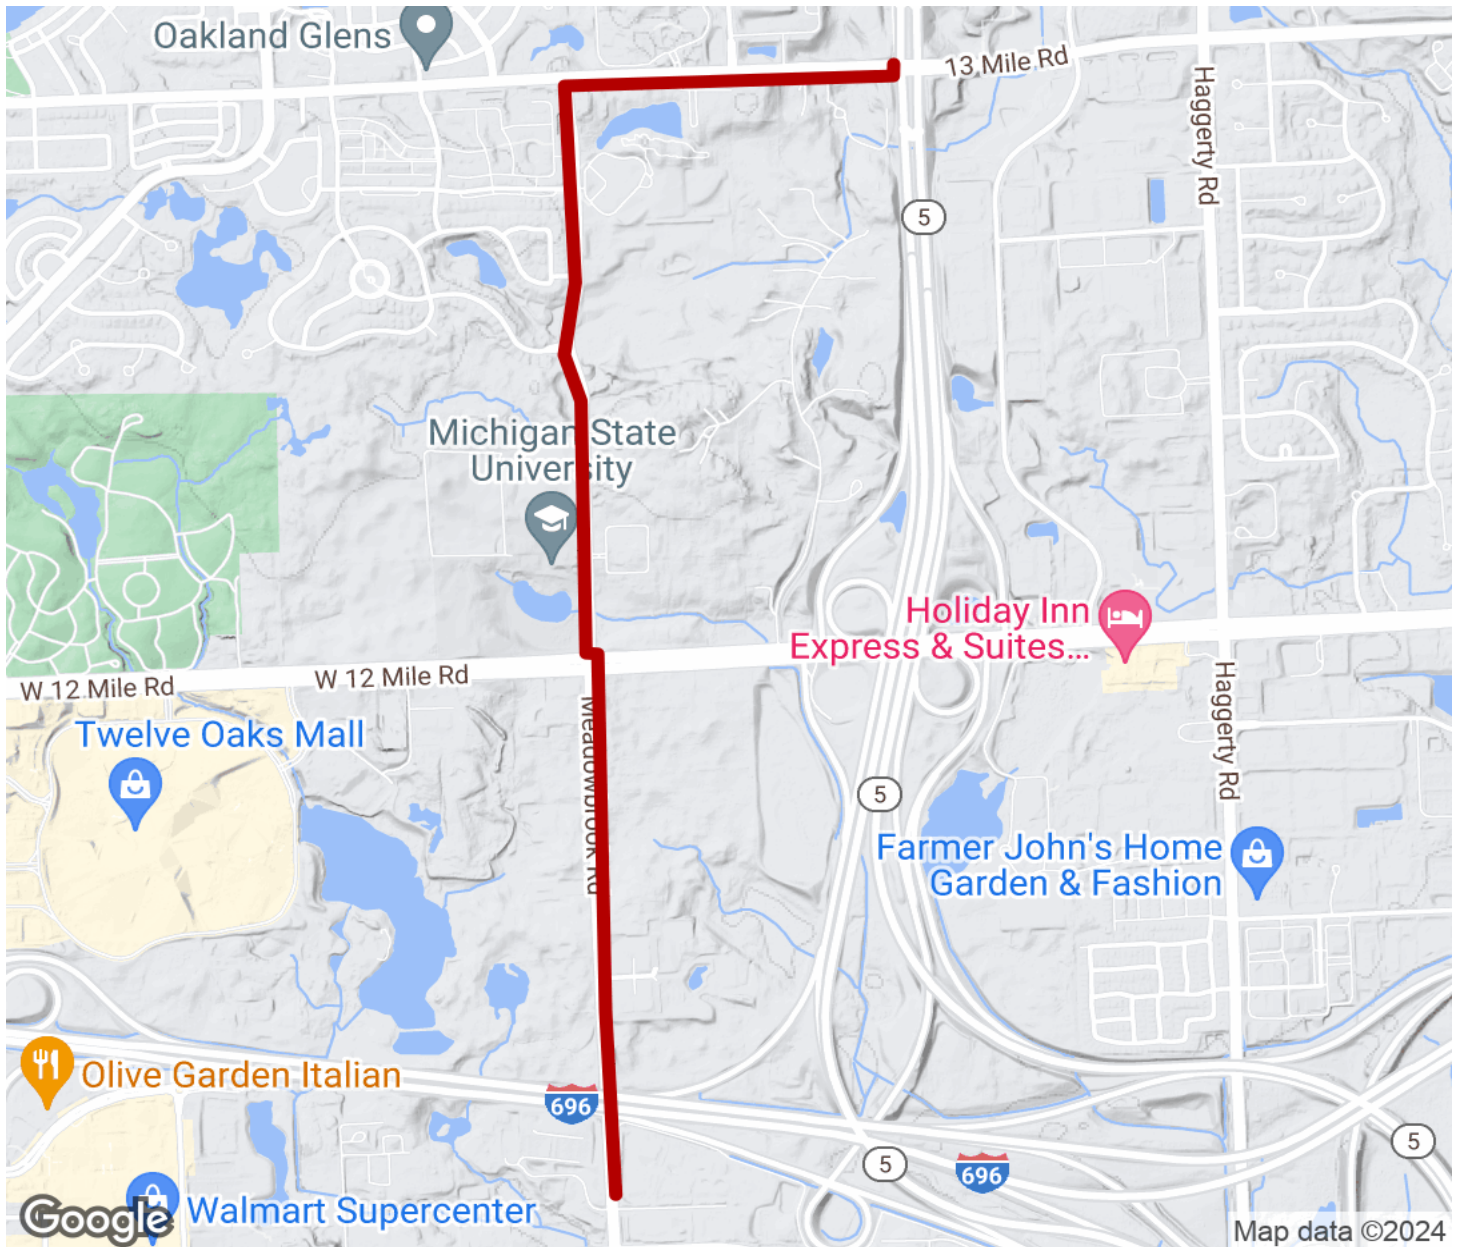 Oakland Glens
13 Mile Rd
Haggerty Rd
5
Michigan State
University
Holiday Inn
Express & Suites...
W 12 Mile Rd
W 12 Mile Rd
Haggerty Rd
Meadowbrook Rd
Twelve Oaks Mall
5
Farmer John's Home
Garden & Fashion
Olive Garden Italian
696
5
5
696
Walmart Supercenter
Google
Map data ©2024